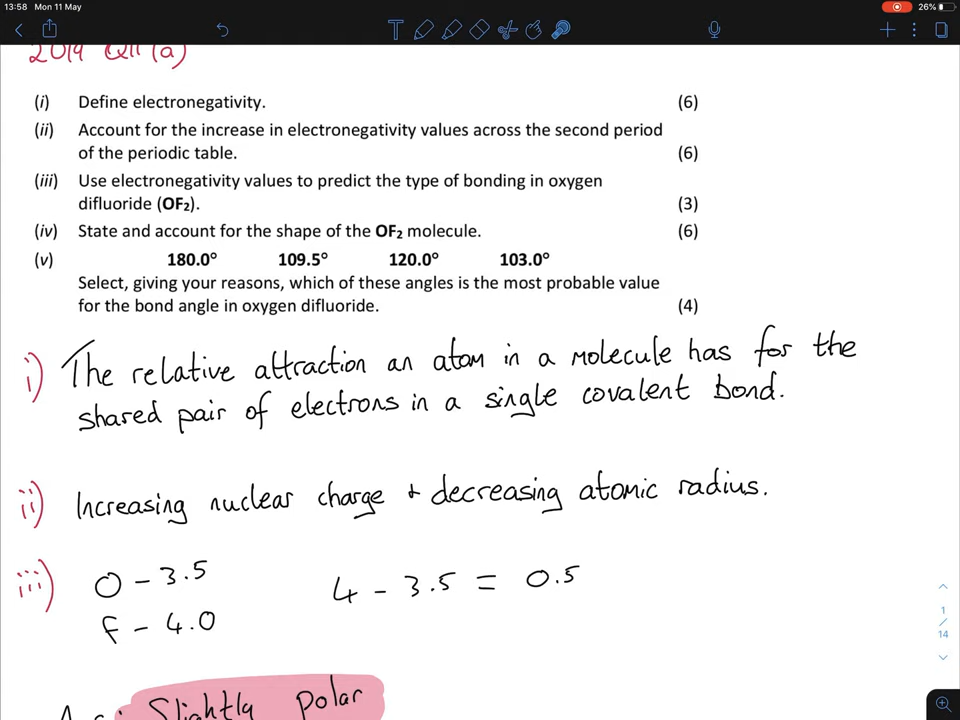 13:58 Mon 11 May
26%
2019 Q11 (a)
(i) Define electronegativity. (6)
(ii) Account for the increase in electronegativity values across the second period
of the periodic table. (6)
(iii) Use electronegativity values to predict the type of bonding in oxygen
difluoride (OF₂). (3)
(iv) State and account for the shape of the OF₂ molecule. (6)
(v) 180.0° 109.5° 120.0° 103.0°
Select, giving your reasons, which of these angles is the most probable value
for the bond angle in oxygen difluoride. (4)
i) The relative attraction an atom in a molecule has for the
shared pair of electrons in a single covalent bond.
ii) Increasing nuclear charge + decreasing atomic radius.
iii) O - 3.5 4 - 3.5 = 0.5
F - 4.0
1
/
14
Slightly polar